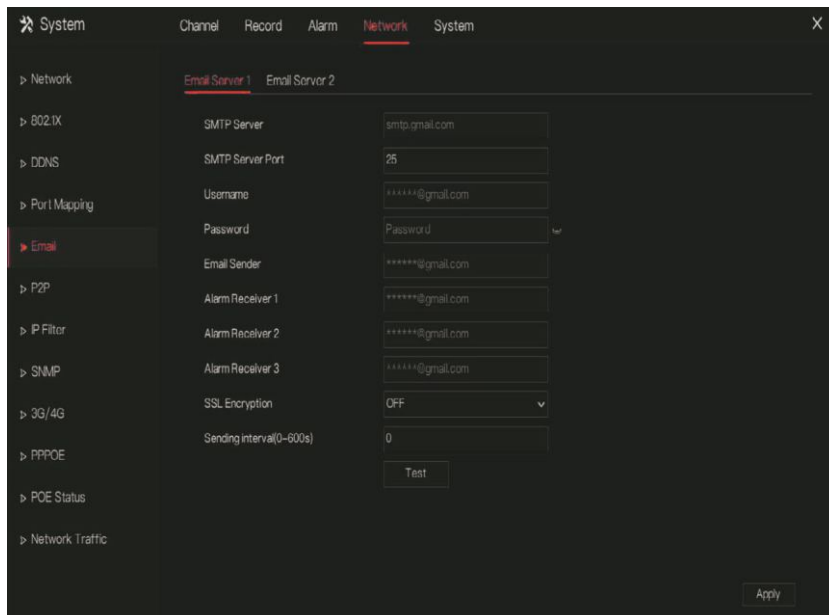 System Channel Record Alarm Network System X
Network
802.1X
DDNS
Port Mapping
Email
P2P
IP Filter
SNMP
3G/4G
PPPOE
POE Status
Network Traffic
Email Server 1 Email Server 2
SMTP Server smtp.gmail.com
SMTP Server Port 25
Username ******@gmail.com
Password Password
Email Sender ******@gmail.com
Alarm Receiver 1 ******@gmail.com
Alarm Receiver 2 ******@gmail.com
Alarm Receiver 3 ******@gmail.com
SSL Encryption OFF
Sending interval(0~600s) 0
Test
Apply